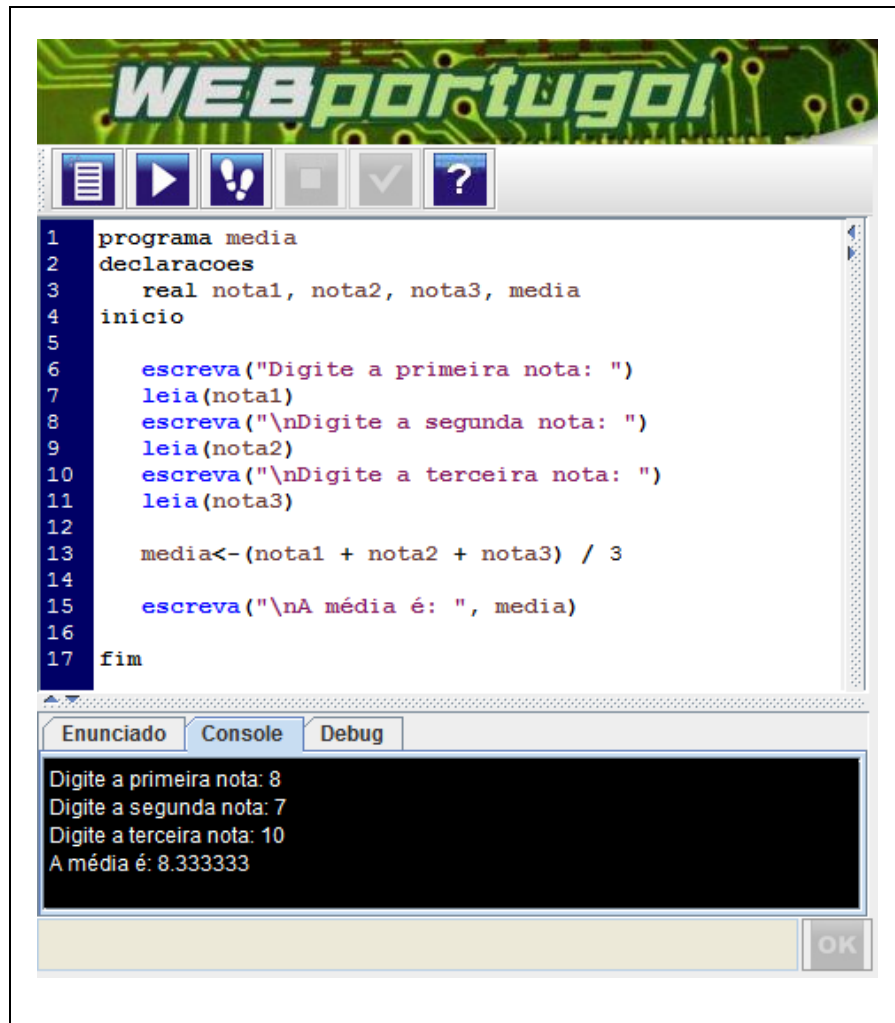 WEBportugol
?
1 programa media
2 declaracoes
3 real nota1, nota2, nota3, media
4 inicio
5
6 escreva("Digite a primeira nota: ")
7 leia(nota1)
8 escreva("\nDigite a segunda nota: ")
9 leia(nota2)
10 escreva("\nDigite a terceira nota: ")
11 leia(nota3)
12
13 media<-(nota1 + nota2 + nota3) / 3
14
15 escreva("\nA média é: ", media)
16
17 fim
Enunciado Console Debug
Digite a primeira nota: 8
Digite a segunda nota: 7
Digite a terceira nota: 10
A média é: 8.333333
OK